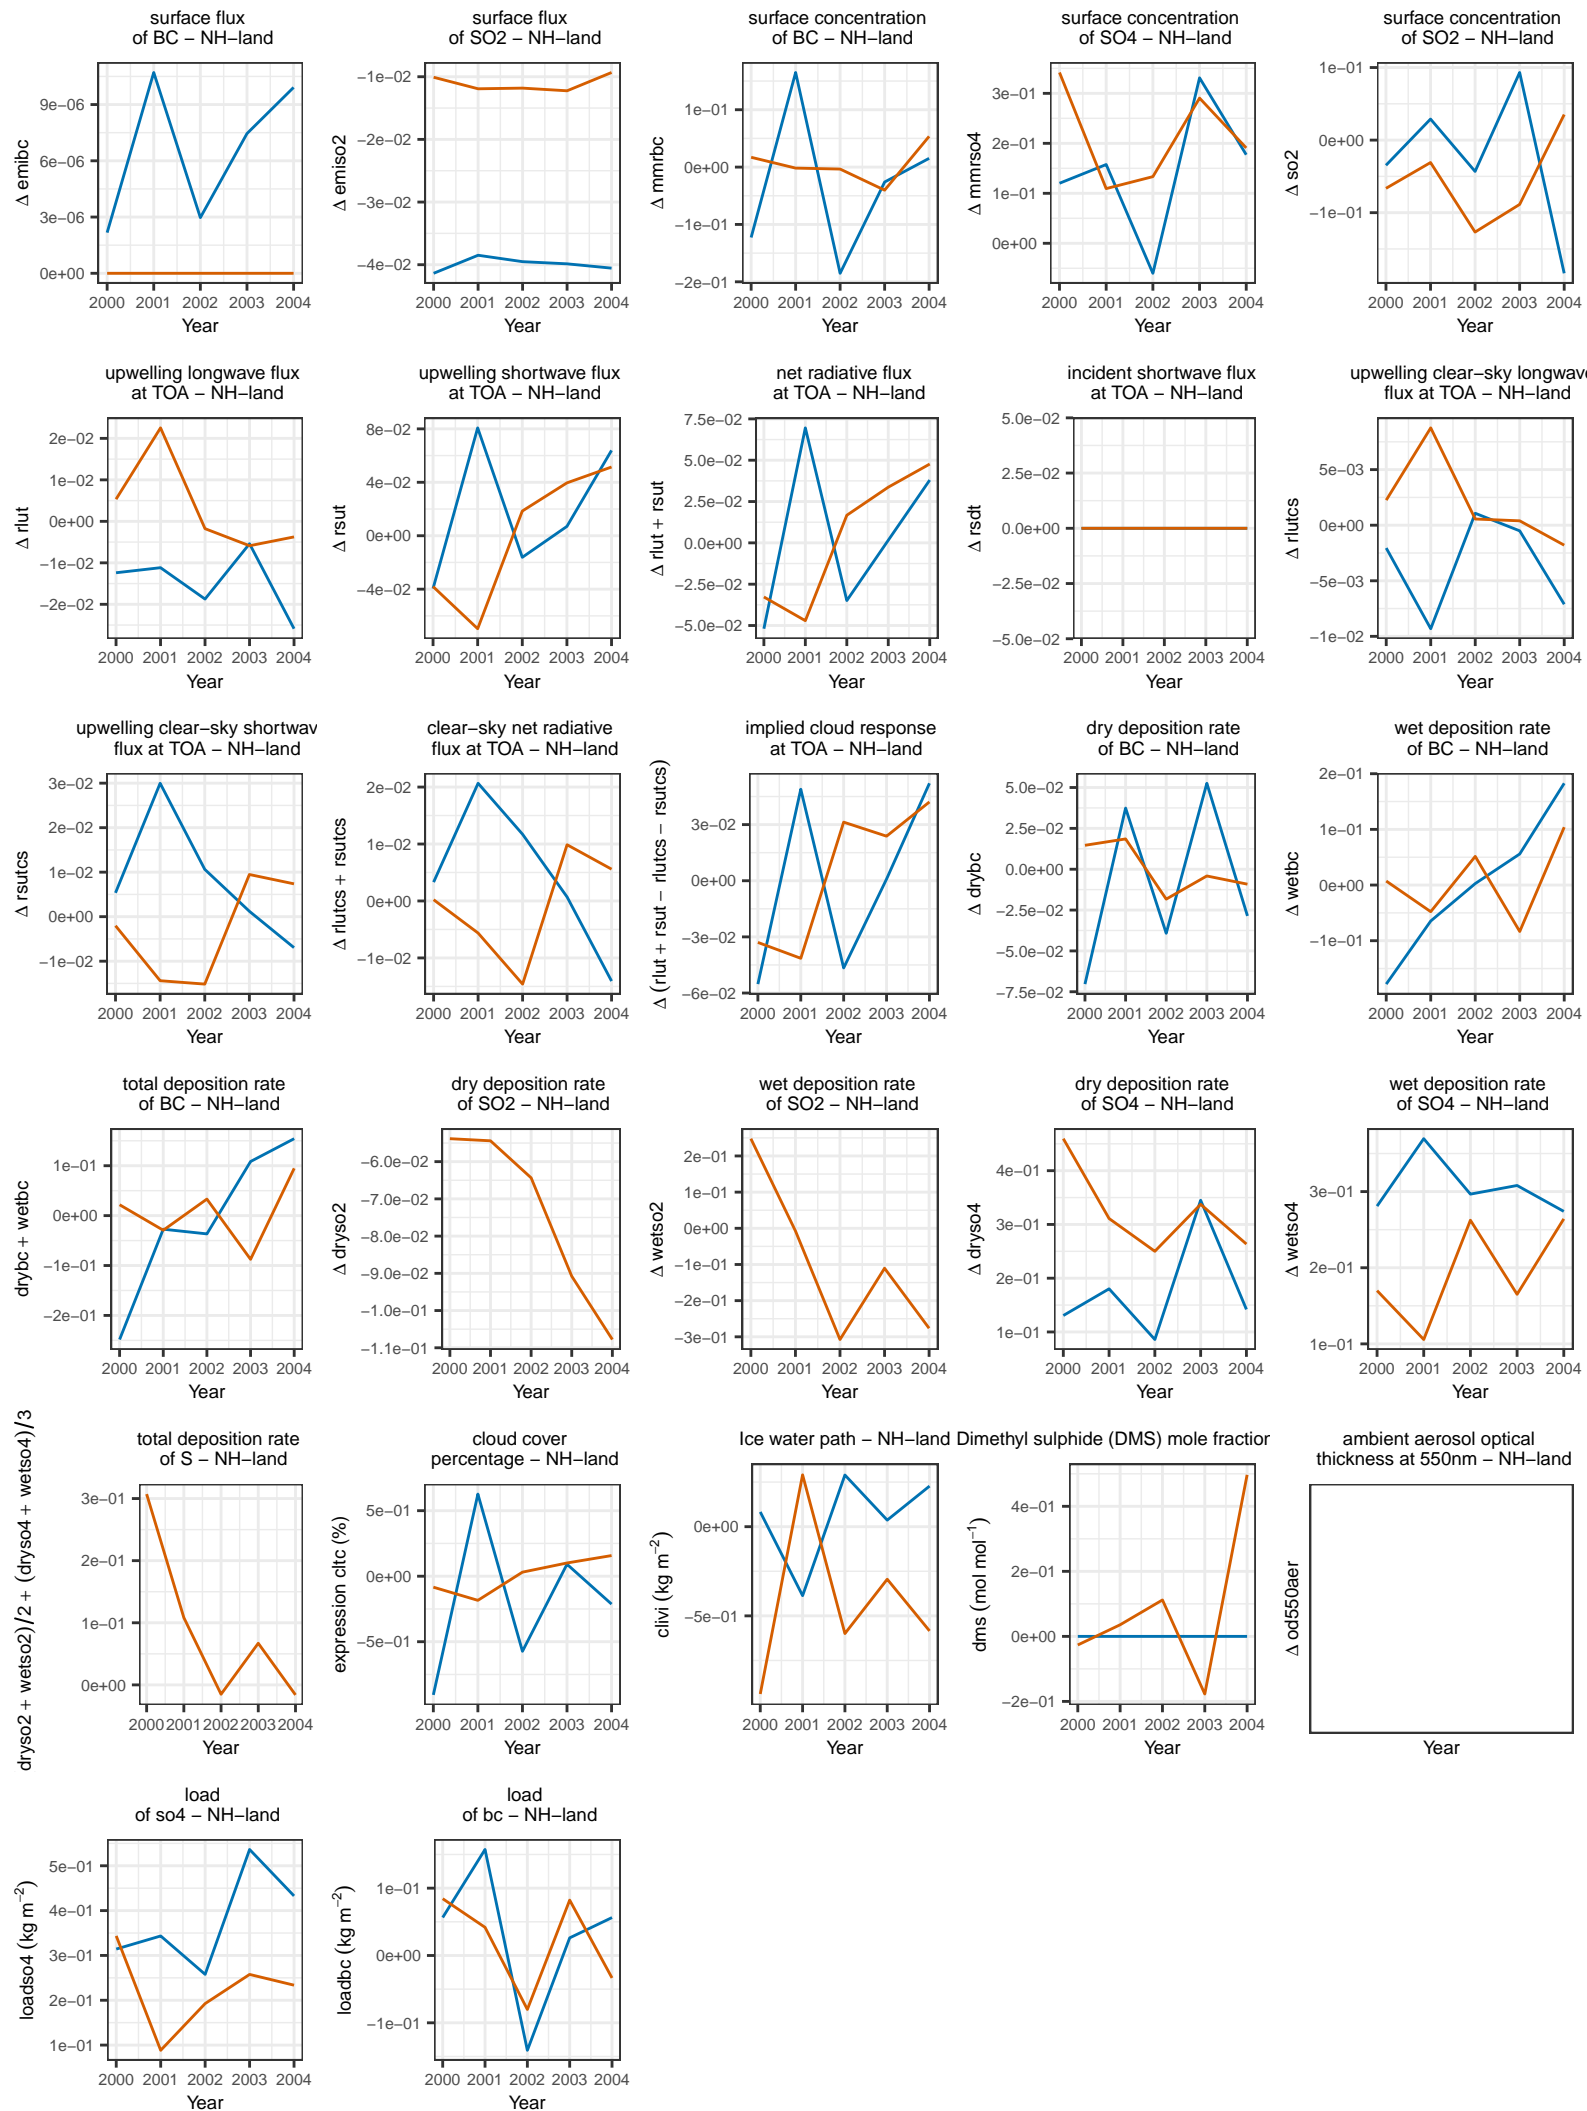 surface flux
of BC − NH−land
Δ emibc
9e−06
6e−06
3e−06
0e+00
2000 2001 2002 2003 2004
Year
surface flux
of SO2 − NH−land
Δ emiso2
−1e−02
−2e−02
−3e−02
−4e−02
2000 2001 2002 2003 2004
Year
surface concentration
of BC − NH−land
Δ mmrbc
1e−01
0e+00
−1e−01
−2e−01
2000 2001 2002 2003 2004
Year
surface concentration
of SO4 − NH−land
Δ mmrso4
3e−01
2e−01
1e−01
0e+00
2000 2001 2002 2003 2004
Year
surface concentration
of SO2 − NH−land
Δ so2
1e−01
0e+00
−1e−01
2000 2001 2002 2003 2004
Year
upwelling longwave flux
at TOA − NH−land
Δ rlut
2e−02
1e−02
0e+00
−1e−02
−2e−02
2000 2001 2002 2003 2004
Year
upwelling shortwave flux
at TOA − NH−land
Δ rsut
8e−02
4e−02
0e+00
−4e−02
2000 2001 2002 2003 2004
Year
net radiative flux
at TOA − NH−land
Δ rlut + rsut
7.5e−02
5.0e−02
2.5e−02
0.0e+00
−2.5e−02
−5.0e−02
2000 2001 2002 2003 2004
Year
incident shortwave flux
at TOA − NH−land
Δ rsdt
5.0e−02
2.5e−02
0.0e+00
−2.5e−02
−5.0e−02
2000 2001 2002 2003 2004
Year
upwelling clear−sky longwave
flux at TOA − NH−land
Δ rlutcs
5e−03
0e+00
−5e−03
−1e−02
2000 2001 2002 2003 2004
Year
upwelling clear−sky shortwav
flux at TOA − NH−land
Δ rsutcs
3e−02
2e−02
1e−02
0e+00
−1e−02
2000 2001 2002 2003 2004
Year
clear−sky net radiative
flux at TOA − NH−land
Δ rlutcs + rsutcs
2e−02
1e−02
0e+00
−1e−02
2000 2001 2002 2003 2004
Year
implied cloud response
at TOA − NH−land
Δ (rlut + rsut − rlutcs − rsutcs)
3e−02
0e+00
−3e−02
−6e−02
2000 2001 2002 2003 2004
Year
dry deposition rate
of BC − NH−land
Δ drybc
5.0e−02
2.5e−02
0.0e+00
−2.5e−02
−5.0e−02
−7.5e−02
2000 2001 2002 2003 2004
Year
wet deposition rate
of BC − NH−land
Δ wetbc
2e−01
1e−01
0e+00
−1e−01
2000 2001 2002 2003 2004
Year
total deposition rate
of BC − NH−land
drybc + wetbc
1e−01
0e+00
−1e−01
−2e−01
2000 2001 2002 2003 2004
Year
dry deposition rate
of SO2 − NH−land
Δ dryso2
−6.0e−02
−7.0e−02
−8.0e−02
−9.0e−02
−1.0e−01
−1.1e−01
2000 2001 2002 2003 2004
Year
wet deposition rate
of SO2 − NH−land
Δ wetso2
2e−01
1e−01
0e+00
−1e−01
−2e−01
−3e−01
2000 2001 2002 2003 2004
Year
dry deposition rate
of SO4 − NH−land
Δ dryso4
4e−01
3e−01
2e−01
1e−01
2000 2001 2002 2003 2004
Year
wet deposition rate
of SO4 − NH−land
Δ wetso4
3e−01
2e−01
1e−01
2000 2001 2002 2003 2004
Year
total deposition rate
of S − NH−land
dryso2 + wetso2)/2 + (dryso4 + wetso4)/3
3e−01
2e−01
1e−01
0e+00
2000 2001 2002 2003 2004
Year
cloud cover
percentage − NH−land
expression cltc (%)
5e−01
0e+00
−5e−01
2000 2001 2002 2003 2004
Year
Ice water path − NH−land
clivi (kg m⁻²)
0e+00
−5e−01
2000 2001 2002 2003 2004
Year
Dimethyl sulphide (DMS) mole fraction
dms (mol mol⁻¹)
4e−01
2e−01
0e+00
−2e−01
2000 2001 2002 2003 2004
Year
ambient aerosol optical
thickness at 550nm − NH−land
Δ od550aer
Year
load
of so4 − NH−land
loadso4 (kg m⁻²)
5e−01
4e−01
3e−01
2e−01
1e−01
2000 2001 2002 2003 2004
Year
load
of bc − NH−land
loadbc (kg m⁻²)
1e−01
0e+00
−1e−01
2000 2001 2002 2003 2004
Year